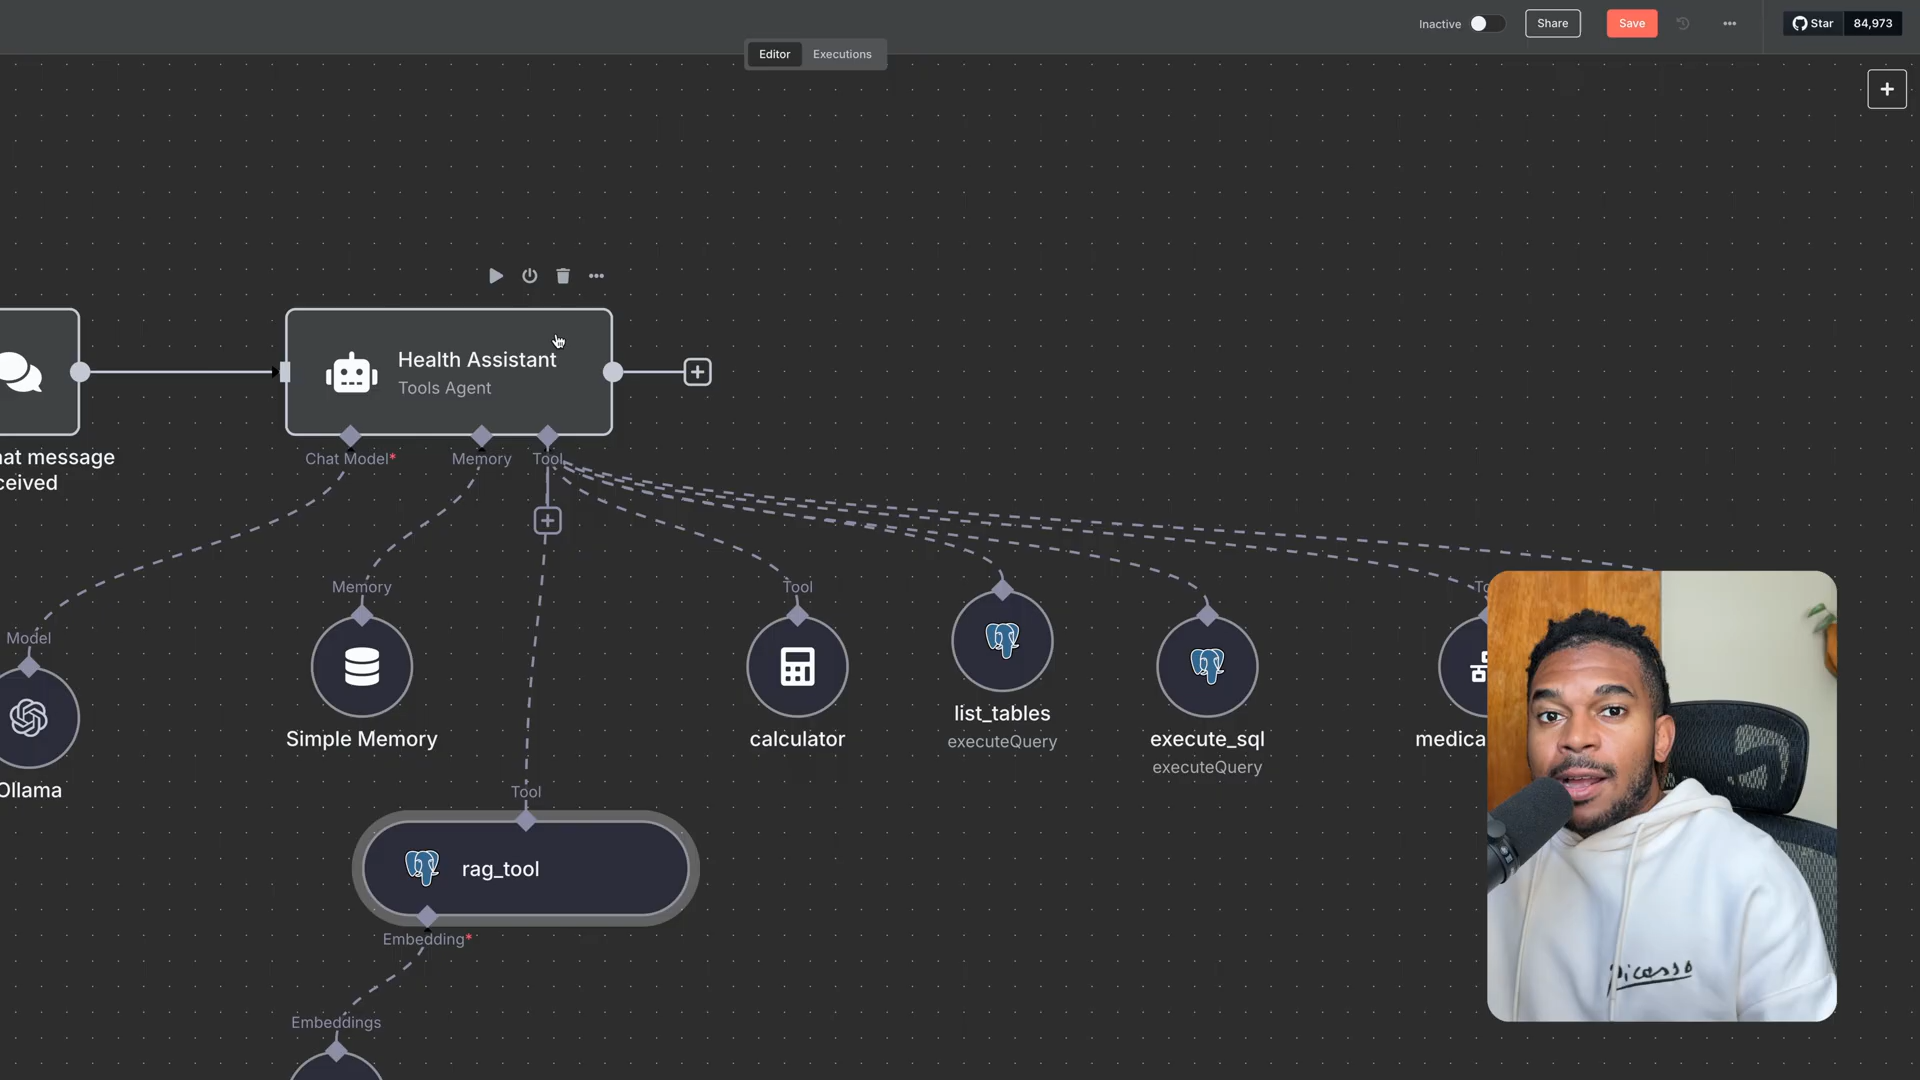 Inactive
Share
Save
Star
84,973
Editor
Executions
Health Assistant
Tools Agent
at message
ceived
Chat Model*
Memory
Tool
Memory
Tool
Model
Simple Memory
calculator
list_tables
executeQuery
execute_sql
executeQuery
medica
Ollama
Tool
rag_tool
Embedding*
Embeddings
Picasso